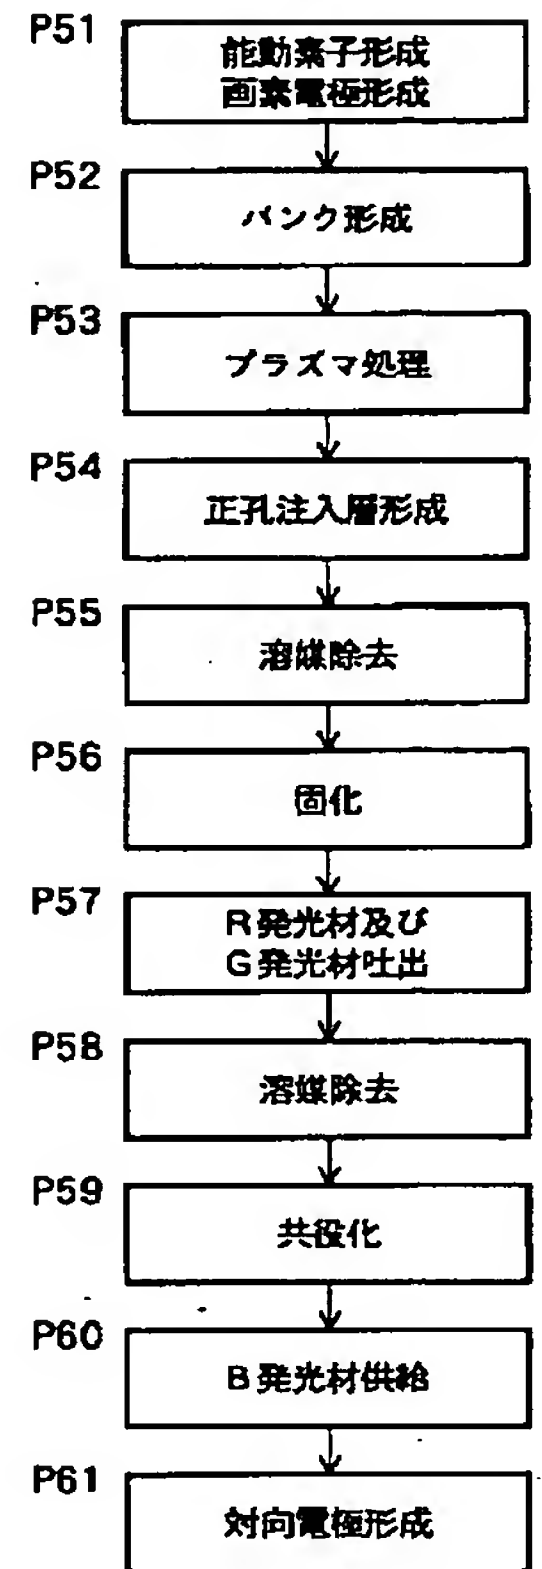 P51
能動素子形成
画素電極形成
P52
バンク形成
P53
プラズマ処理
P54
正孔注入層形成
P55
溶媒除去
P56
固化
P57
R発光材及び
G発光材吐出
P58
溶媒除去
P59
共役化
P60
B発光材供給
P61
対向電極形成